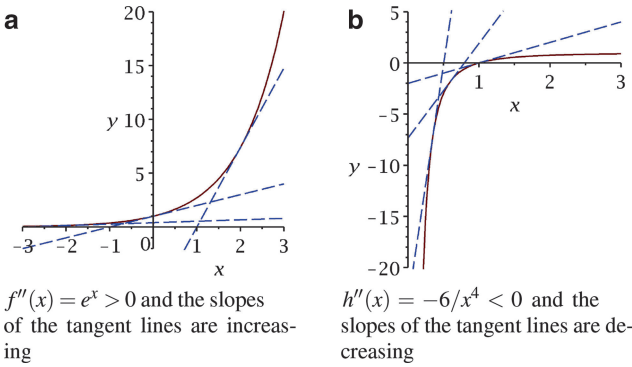 a
b
20
15
y 10
5
-3 -2 -1 0 1 2 3
x
5
0
1 2 3
x
-5
y -10
-15
-20
f″(x) = eˣ > 0 and the slopes
of the tangent lines are increas-
ing
h″(x) = −6/x⁴ < 0 and the
slopes of the tangent lines are de-
creasing